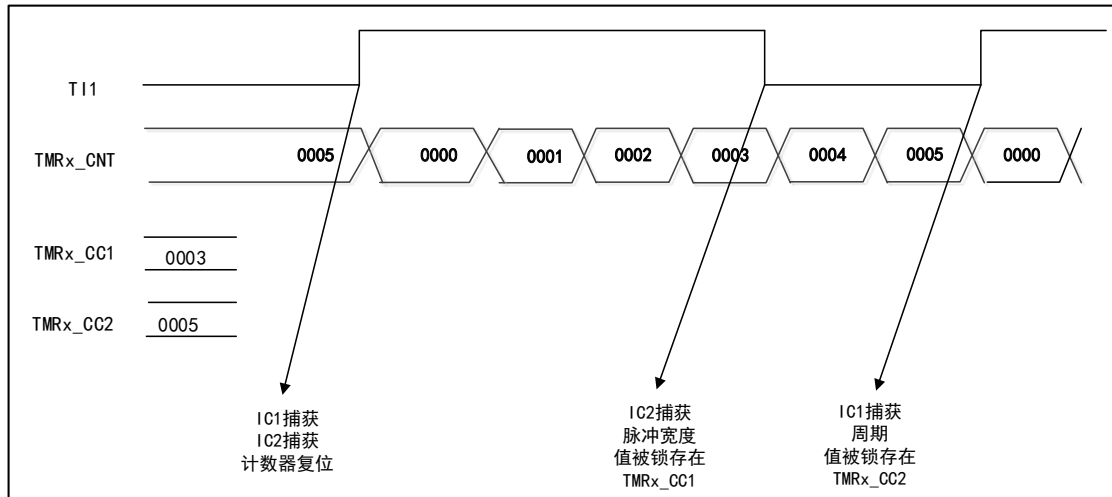 TI1
TMRx_CNT
0005 0000 0001 0002 0003 0004 0005 0000
TMRx_CC1
0003
TMRx_CC2
0005
IC1捕获
IC2捕获
计数器复位
IC2捕获
脉冲宽度
值被锁存在
TMRx_CC1
IC1捕获
周期
值被锁存在
TMRx_CC2